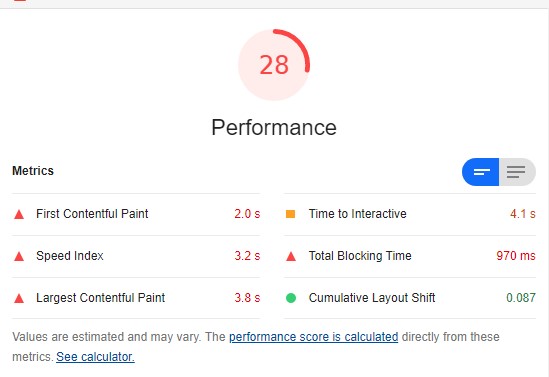 28
Performance
Metrics
First Contentful Paint 2.0 s
Time to Interactive 4.1 s
Speed Index 3.2 s
Total Blocking Time 970 ms
Largest Contentful Paint 3.8 s
Cumulative Layout Shift 0.087
Values are estimated and may vary. The performance score is calculated directly from these
metrics. See calculator.